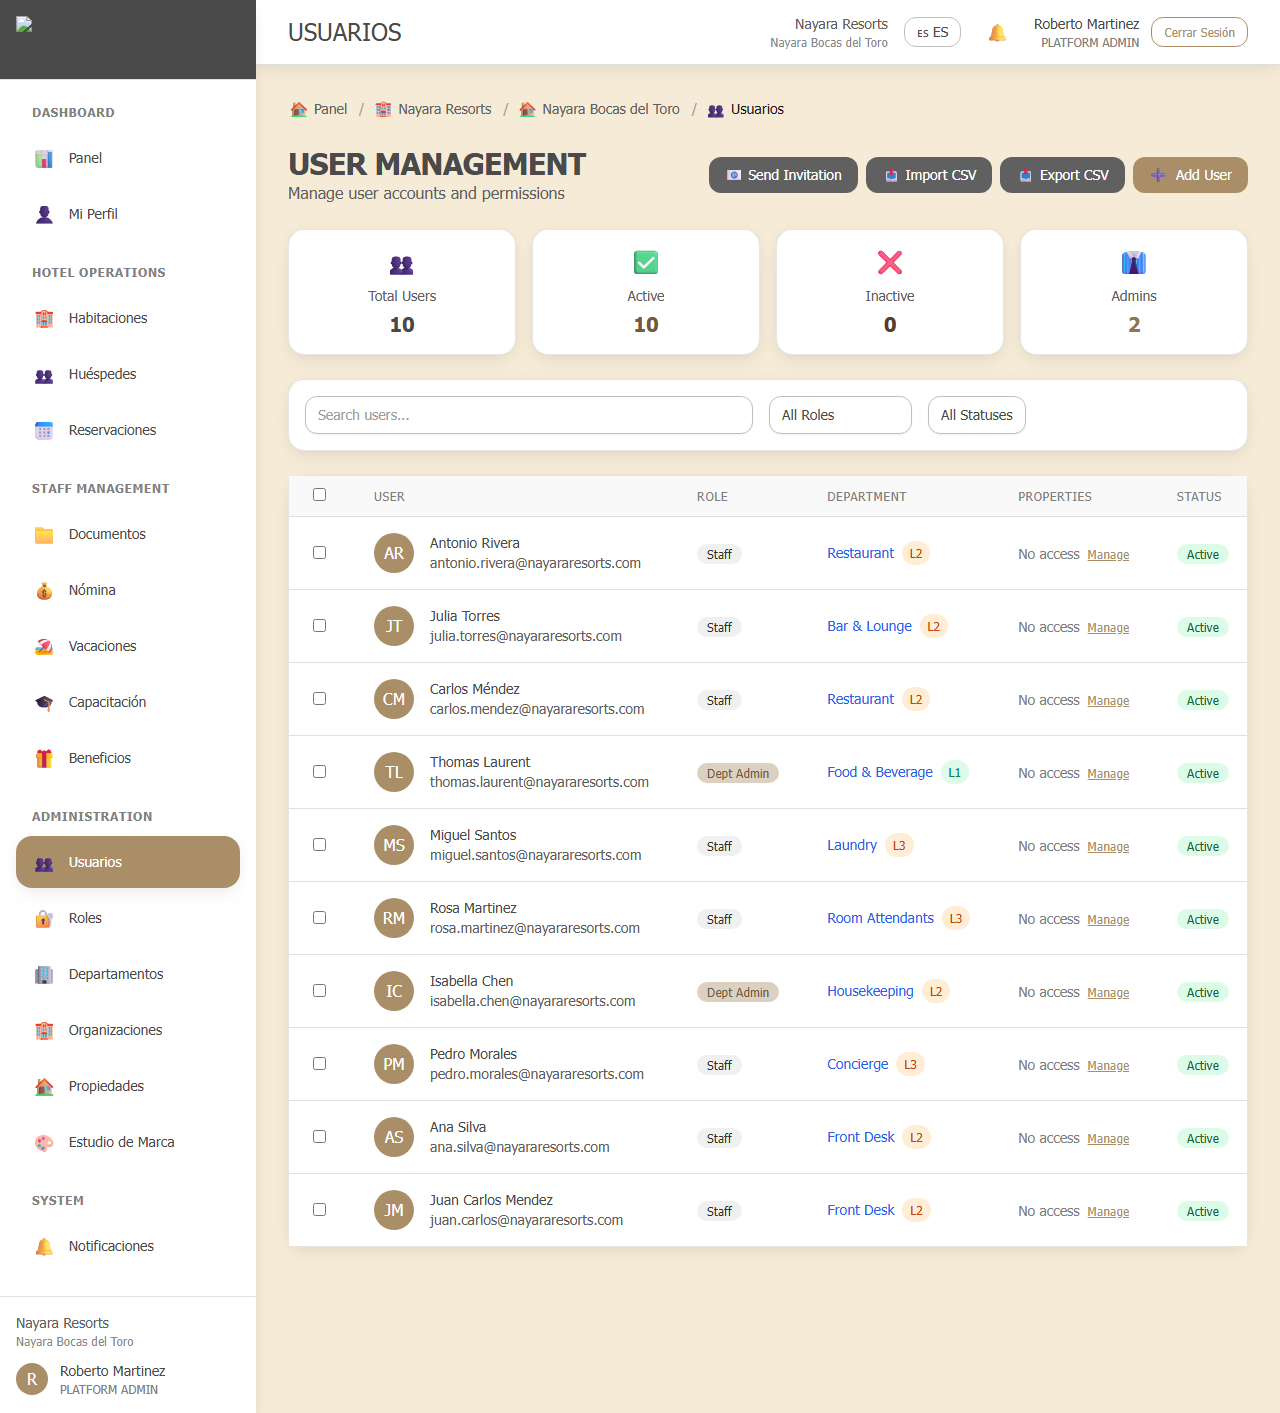 USUARIOS
Nayara Resorts
Nayara Bocas del Toro
ES ES
Roberto Martinez
PLATFORM ADMIN
Cerrar Sesión
DASHBOARD
Panel
Mi Perfil
HOTEL OPERATIONS
Habitaciones
Huéspedes
Reservaciones
STAFF MANAGEMENT
Documentos
Nómina
Vacaciones
Capacitación
Beneficios
ADMINISTRATION
Usuarios
Roles
Departamentos
Organizaciones
Propiedades
Estudio de Marca
SYSTEM
Notificaciones
Nayara Resorts
Nayara Bocas del Toro
R
Roberto Martinez
PLATFORM ADMIN
Panel / Nayara Resorts / Nayara Bocas del Toro / Usuarios
USER MANAGEMENT
Manage user accounts and permissions
Send Invitation
Import CSV
Export CSV
Add User
Total Users
10
Active
10
Inactive
0
Admins
2
Search users...
All Roles
All Statuses
USER ROLE DEPARTMENT PROPERTIES STATUS
AR Antonio Rivera
antonio.rivera@nayararesorts.com
Staff Restaurant L2 No access Manage Active
JT Julia Torres
julia.torres@nayararesorts.com
Staff Bar & Lounge L2 No access Manage Active
CM Carlos Méndez
carlos.mendez@nayararesorts.com
Staff Restaurant L2 No access Manage Active
TL Thomas Laurent
thomas.laurent@nayararesorts.com
Dept Admin Food & Beverage L1 No access Manage Active
MS Miguel Santos
miguel.santos@nayararesorts.com
Staff Laundry L3 No access Manage Active
RM Rosa Martinez
rosa.martinez@nayararesorts.com
Staff Room Attendants L3 No access Manage Active
IC Isabella Chen
isabella.chen@nayararesorts.com
Dept Admin Housekeeping L2 No access Manage Active
PM Pedro Morales
pedro.morales@nayararesorts.com
Staff Concierge L3 No access Manage Active
AS Ana Silva
ana.silva@nayararesorts.com
Staff Front Desk L2 No access Manage Active
JM Juan Carlos Mendez
juan.carlos@nayararesorts.com
Staff Front Desk L2 No access Manage Active